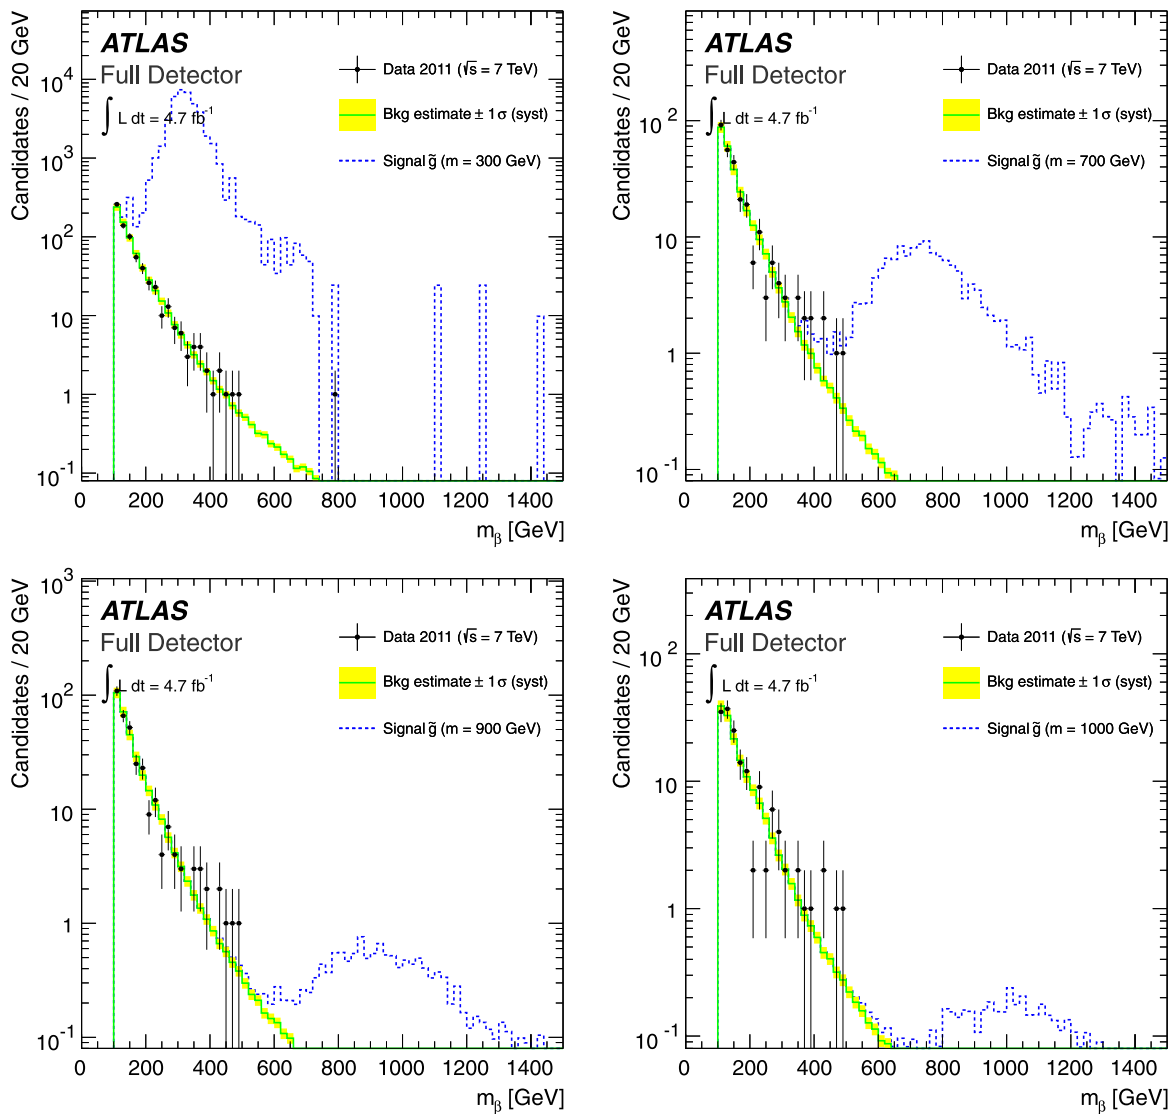 Candidates / 20 GeV
ATLAS
Full Detector
∫ L dt = 4.7 fb⁻¹
Data 2011 (√s = 7 TeV)
Bkg estimate ± 1σ (syst)
Signal g̃ (m = 300 GeV)
10⁴
10³
10²
10
1
10⁻¹
0 200 400 600 800 1000 1200 1400
mᵦ [GeV]
Candidates / 20 GeV
ATLAS
Full Detector
∫ L dt = 4.7 fb⁻¹
Data 2011 (√s = 7 TeV)
Bkg estimate ± 1σ (syst)
Signal g̃ (m = 700 GeV)
10²
10
1
10⁻¹
0 200 400 600 800 1000 1200 1400
mᵦ [GeV]
Candidates / 20 GeV
ATLAS
Full Detector
∫ L dt = 4.7 fb⁻¹
Data 2011 (√s = 7 TeV)
Bkg estimate ± 1σ (syst)
Signal g̃ (m = 900 GeV)
10³
10²
10
1
10⁻¹
0 200 400 600 800 1000 1200 1400
mᵦ [GeV]
Candidates / 20 GeV
ATLAS
Full Detector
∫ L dt = 4.7 fb⁻¹
Data 2011 (√s = 7 TeV)
Bkg estimate ± 1σ (syst)
Signal g̃ (m = 1000 GeV)
10²
10
1
10⁻¹
0 200 400 600 800 1000 1200 1400
mᵦ [GeV]